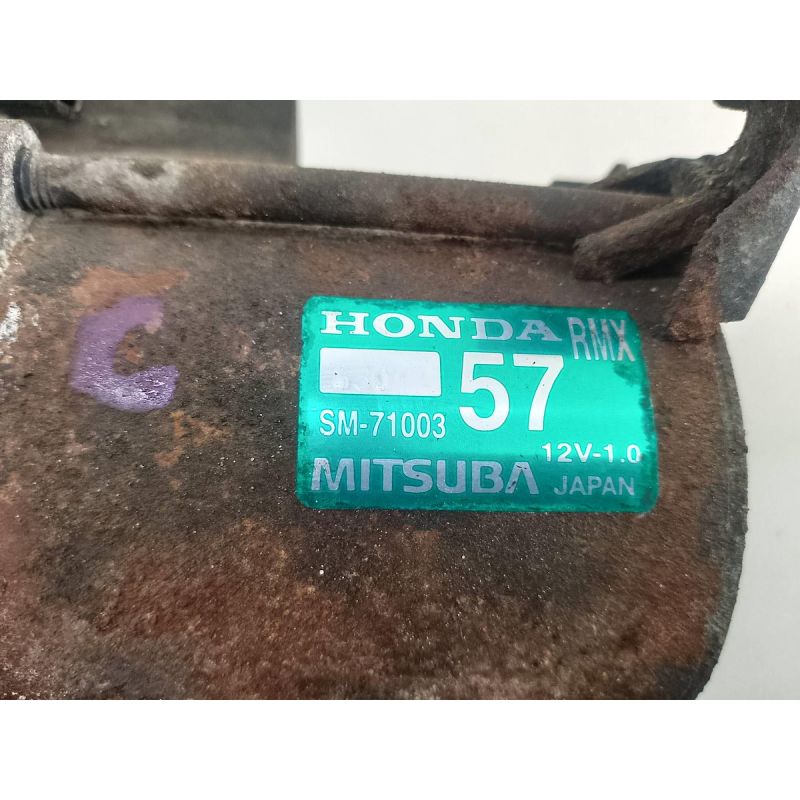 C
HONDA RMX
57
SM-71003
12V-1.0
MITSUBA JAPAN